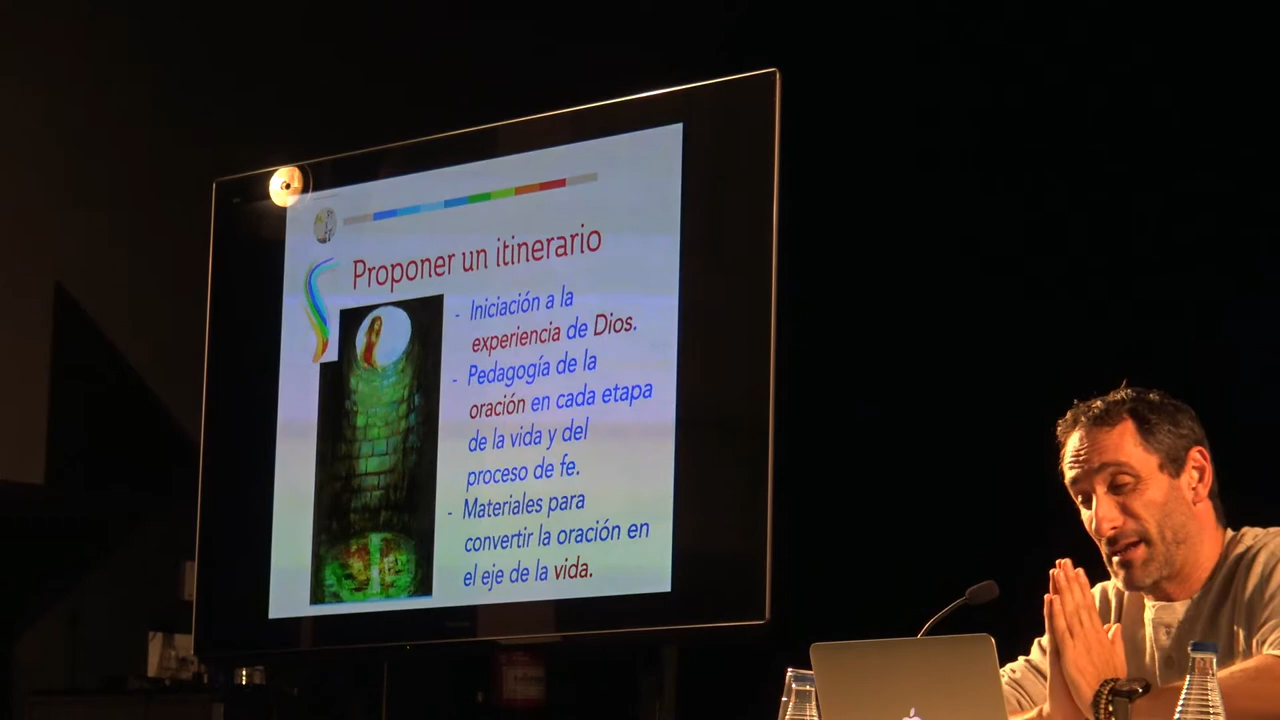 Proponer un itinerario
- Iniciación a la
experiencia de Dios.
- Pedagogía de la
oración en cada etapa
de la vida y del
proceso de fe.
- Materiales para
convertir la oración en
el eje de la vida.